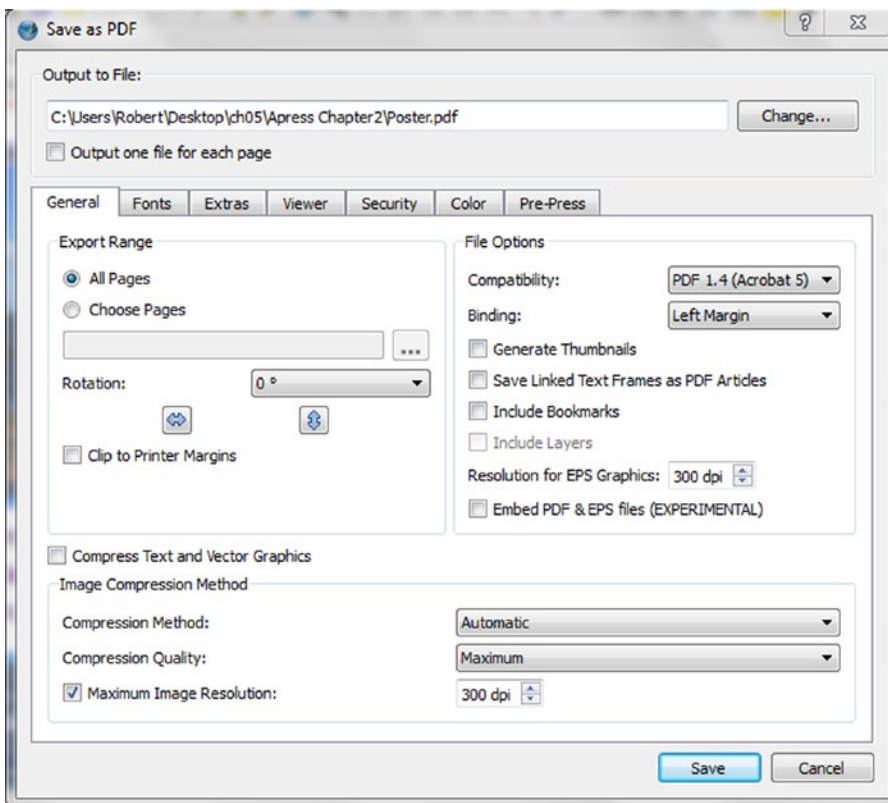 Save as PDF
Output to File:
C:\Users\Robert\Desktop\ch05\Apress Chapter2\Poster.pdf
Change...
Output one file for each page
General Fonts Extras Viewer Security Color Pre-Press
Export Range
All Pages
Choose Pages
...
Rotation: 0 °
Clip to Printer Margins
File Options
Compatibility: PDF 1.4 (Acrobat 5)
Binding: Left Margin
Generate Thumbnails
Save Linked Text Frames as PDF Articles
Include Bookmarks
Include Layers
Resolution for EPS Graphics: 300 dpi
Embed PDF & EPS files (EXPERIMENTAL)
Compress Text and Vector Graphics
Image Compression Method
Compression Method: Automatic
Compression Quality: Maximum
Maximum Image Resolution: 300 dpi
Save Cancel